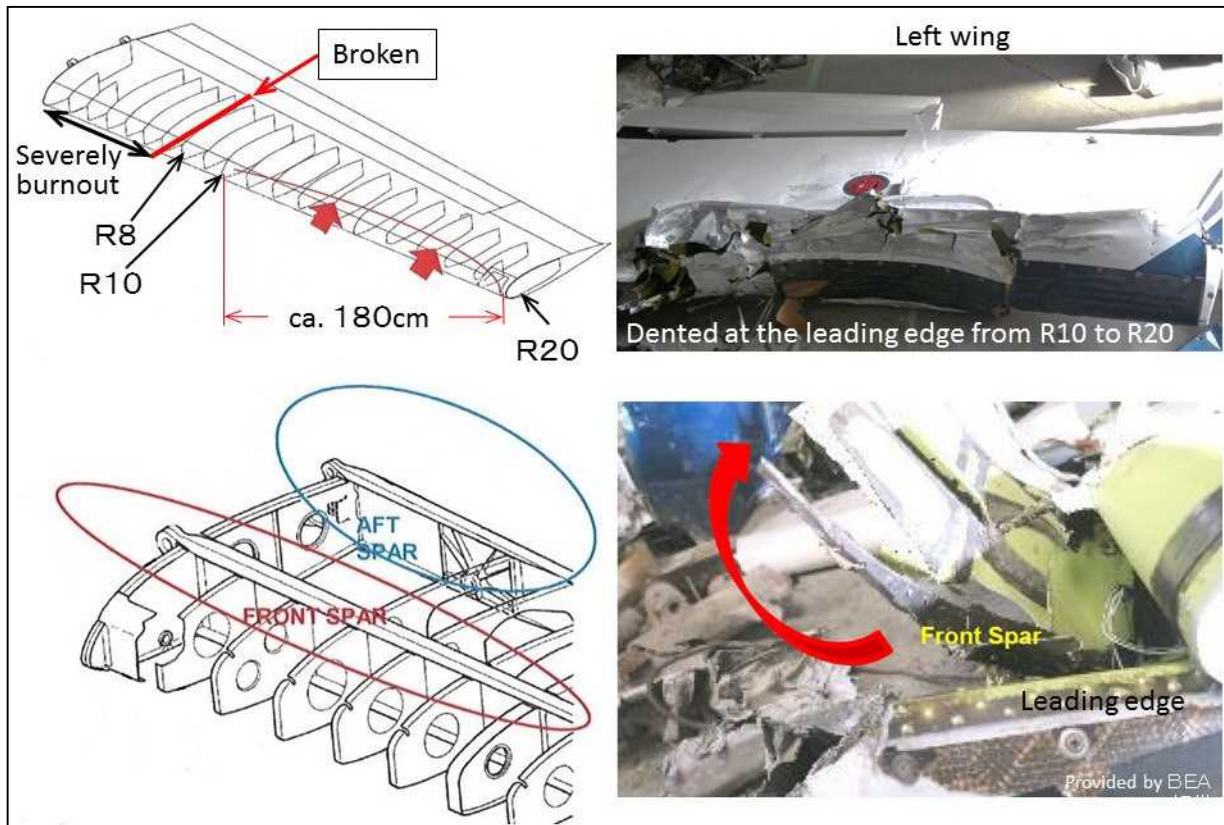 Left wing
Broken
Severely
burnout
R8
R10
ca. 180cm
R20
Dented at the leading edge from R10 to R20
AFT
SPAR
FRONT SPAR
Front Spar
Leading edge
Provided by BEA